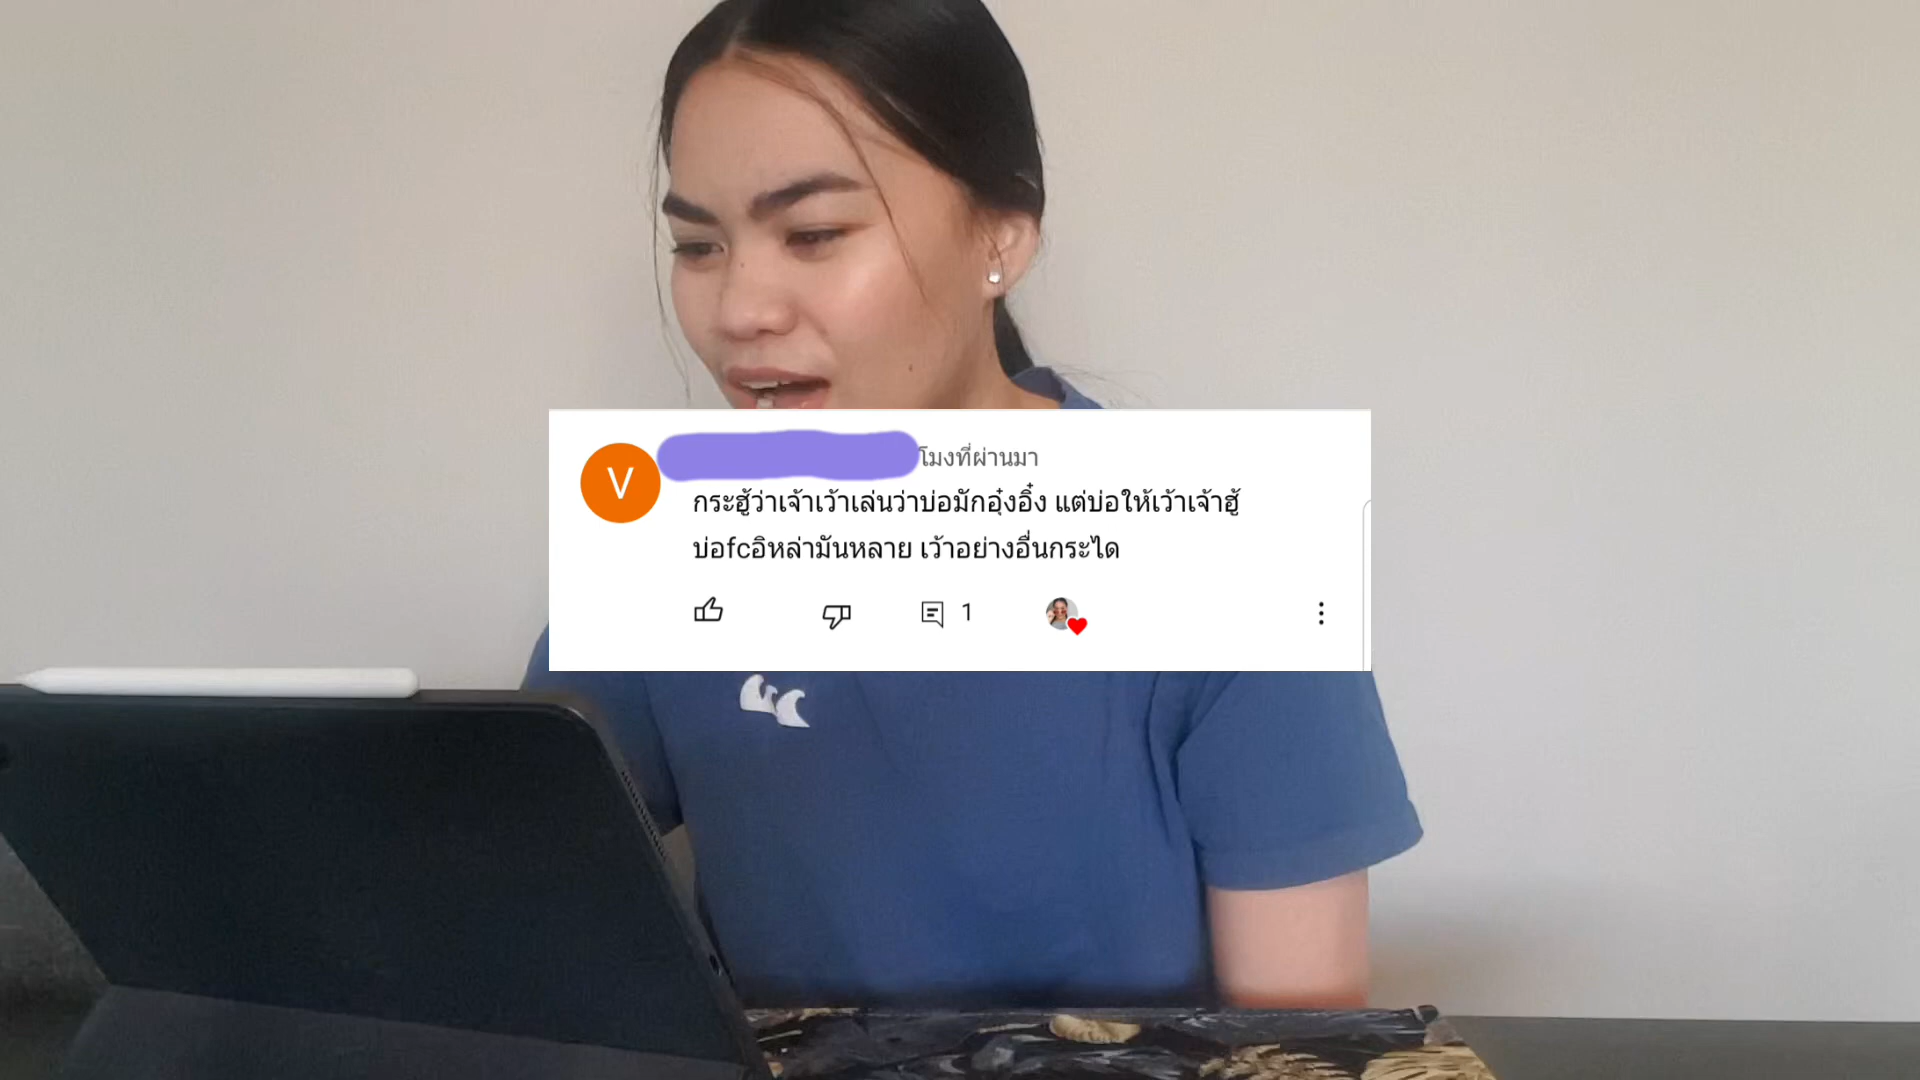 V
โมงที่ผ่านมา
กระฮู้ว่าเจ้าเว้าเล่นว่าบ่อมักอุ๋งอิ๋ง แต่บ่อให้เว้าเจ้าฮู้
บ่อfcอิหล่ามันหลาย เว้าอย่างอื่นกระได
1